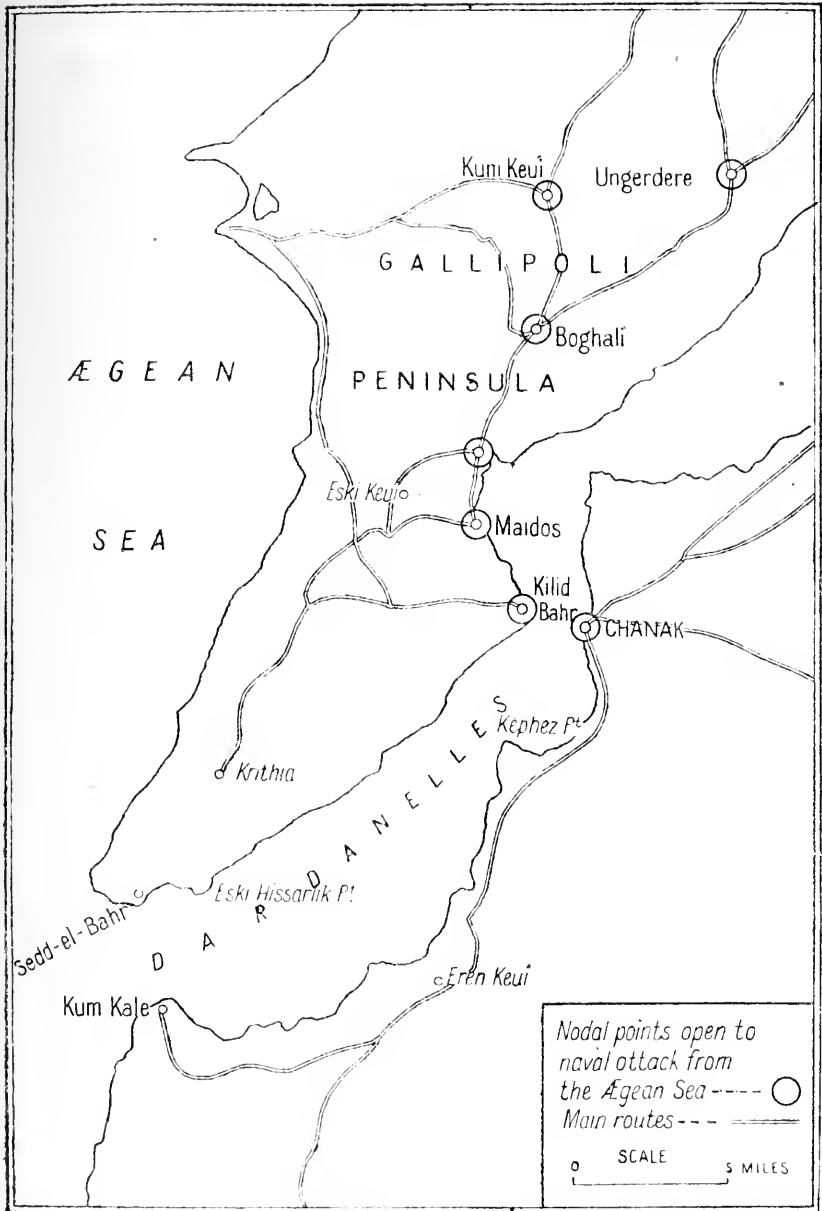 Kum Keuï
Ungerdere
GALLIPOLI
Boghali
ÆGEAN
PENINSULA
Eski Keui
SEA
Maidos
Kilid
Bahr
CHANAK
Kephez Pt
Krithia
DARDANELLES
Eski Hissarlik Pt
Sedd-el-Bahr
Eren Keuï
Kum Kale
Nodal points open to
naval attack from
the Ægean Sea
Main routes
SCALE
0 5 MILES